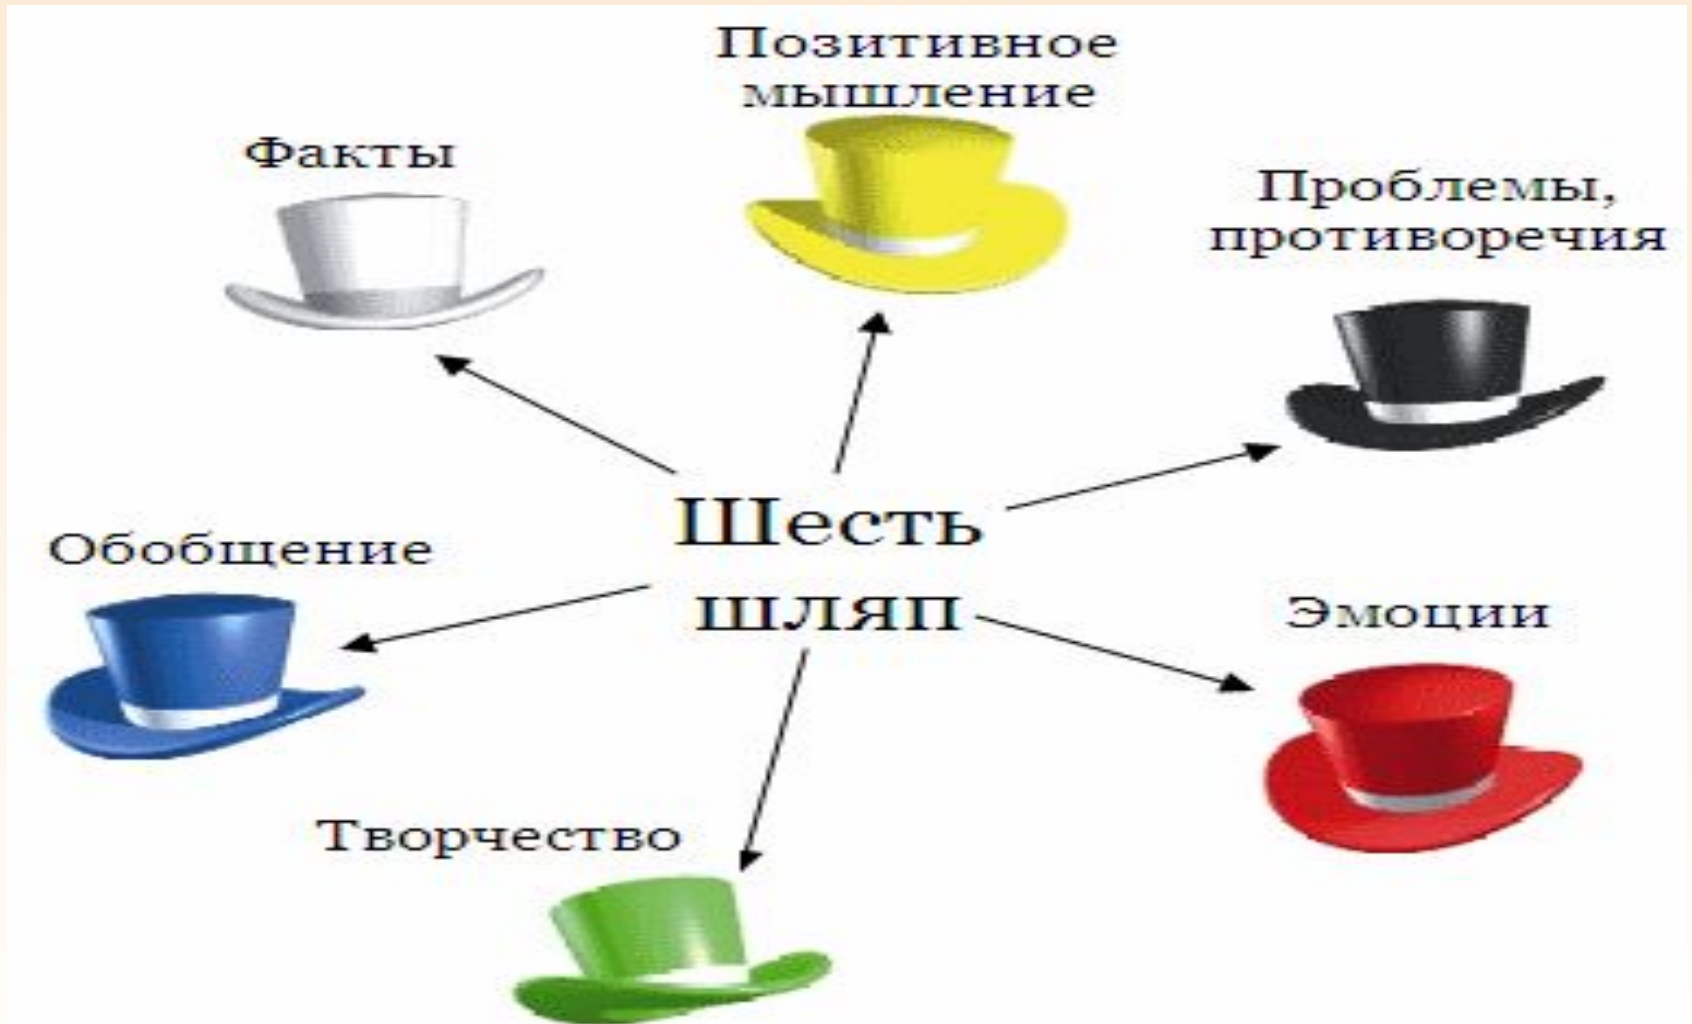 Позитивное
мышление
Факты
Проблемы,
противоречия
Шесть
шляп
Обобщение
Эмоции
Творчество